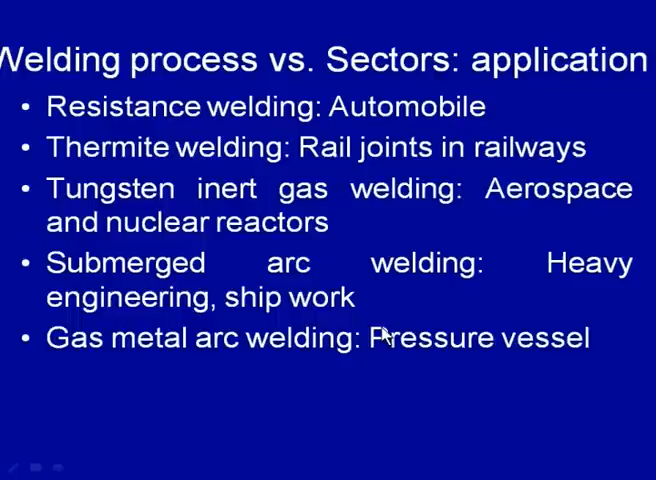 Welding process vs. Sectors: application
• Resistance welding: Automobile
• Thermite welding: Rail joints in railways
• Tungsten inert gas welding: Aerospace
and nuclear reactors
• Submerged arc welding: Heavy
engineering, ship work
• Gas metal arc welding: Pressure vessel